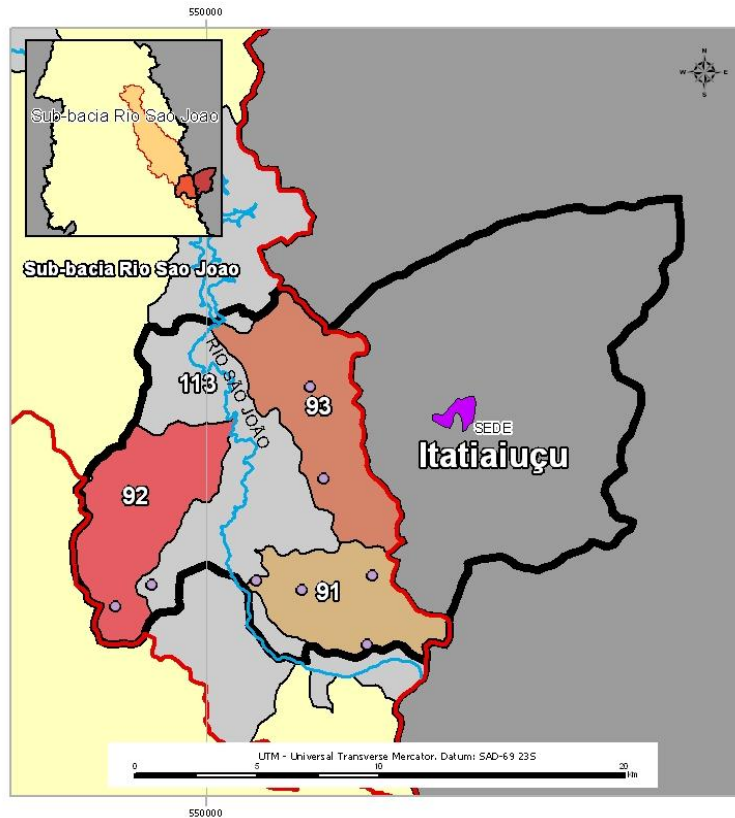 550000
N
W E
S
Sub-bacia Rio Sao Joao
Sub-bacia Rio Sao Joao
113
RIO SÃO JOÃO
93
SEDE
Itatiaiuçu
92
91
UTM - Universal Transverse Mercator. Datum: SAD-69 23S
0 5 10 20
km
550000